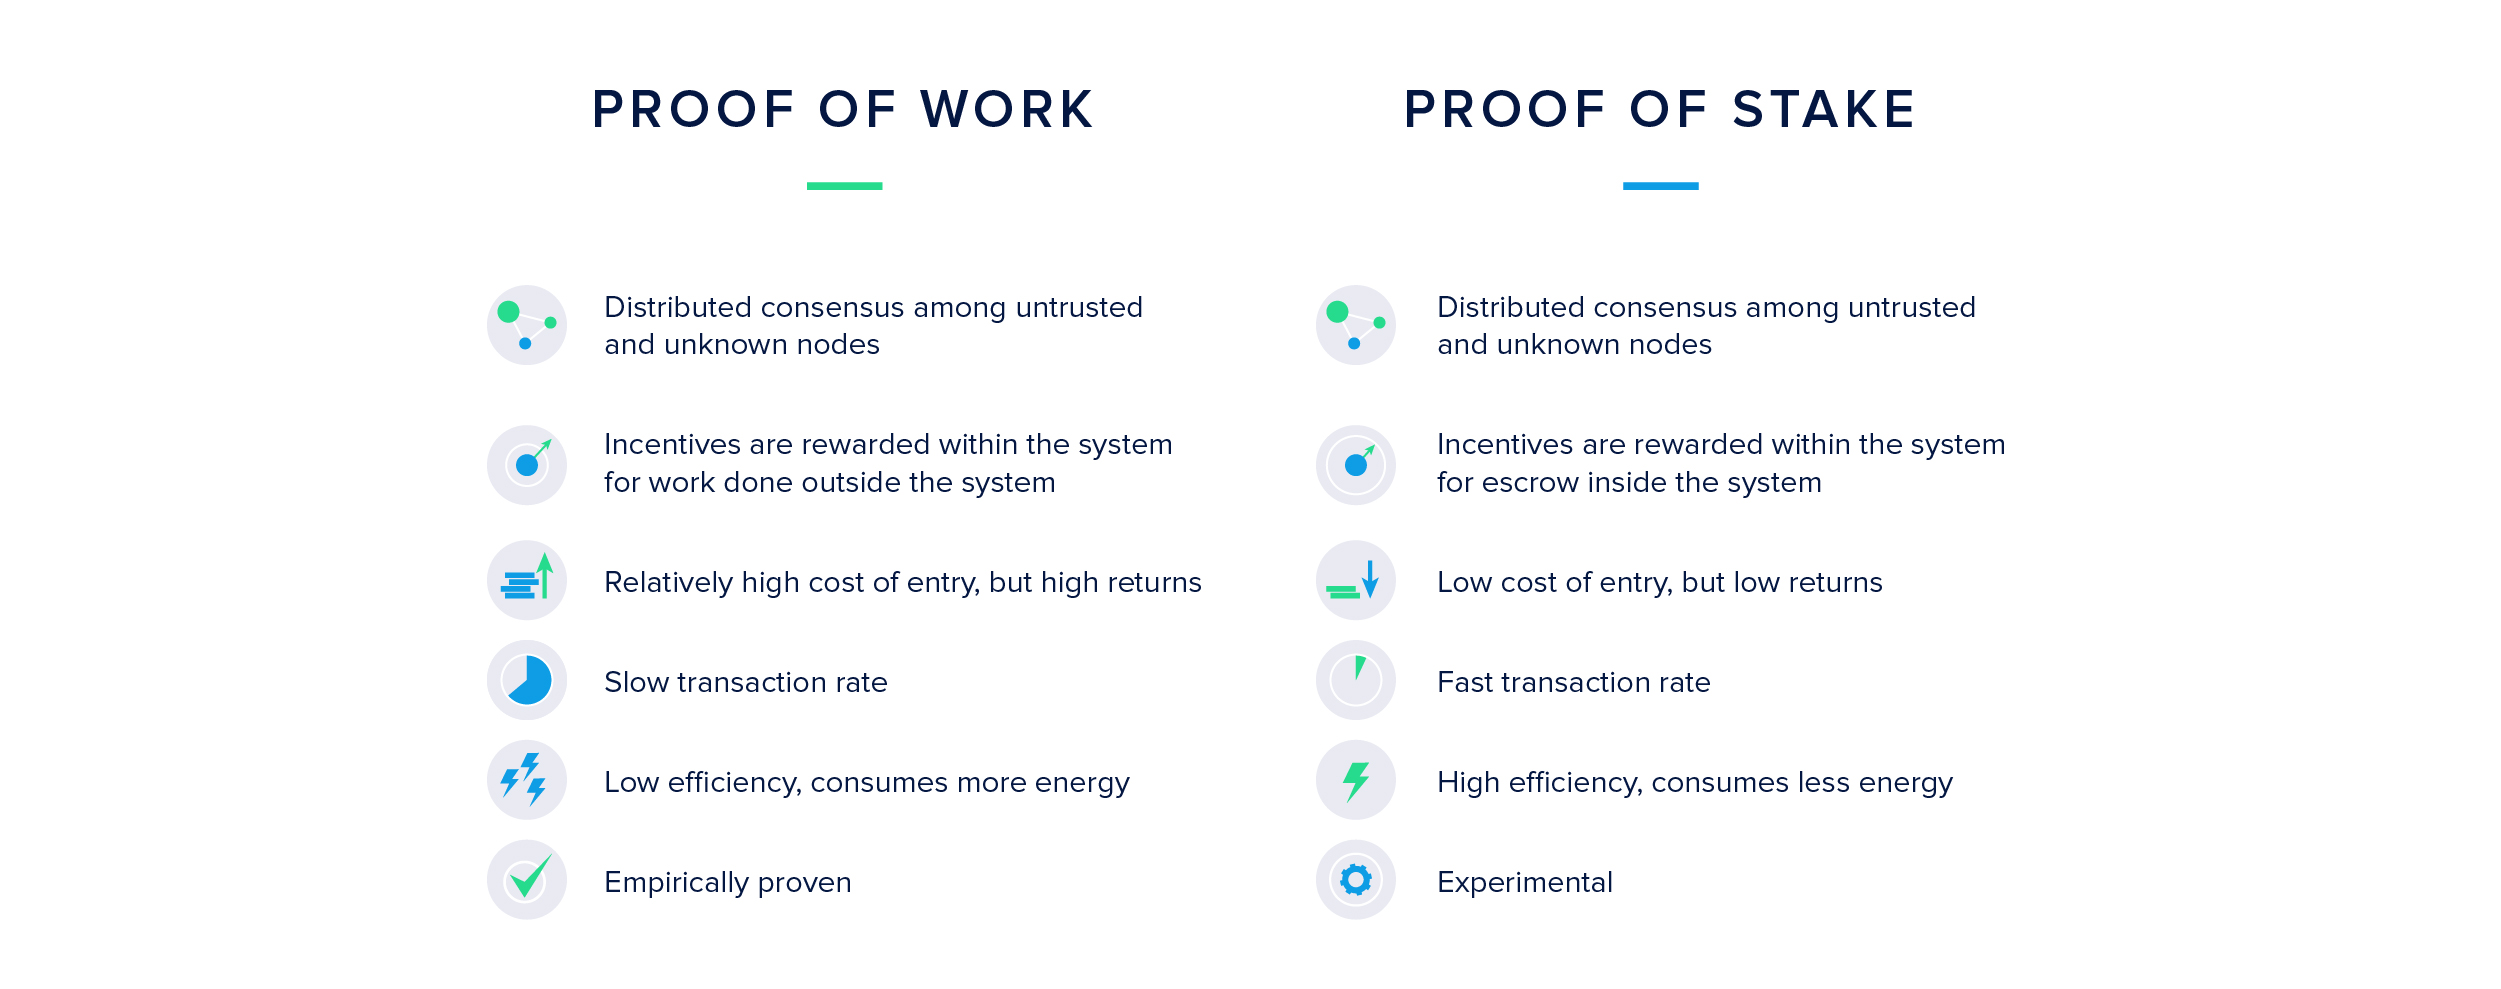 PROOF OF WORK
Distributed consensus among untrusted
and unknown nodes
Incentives are rewarded within the system
for work done outside the system
Relatively high cost of entry, but high returns
Slow transaction rate
Low efficiency, consumes more energy
Empirically proven
PROOF OF STAKE
Distributed consensus among untrusted
and unknown nodes
Incentives are rewarded within the system
for escrow inside the system
Low cost of entry, but low returns
Fast transaction rate
High efficiency, consumes less energy
Experimental